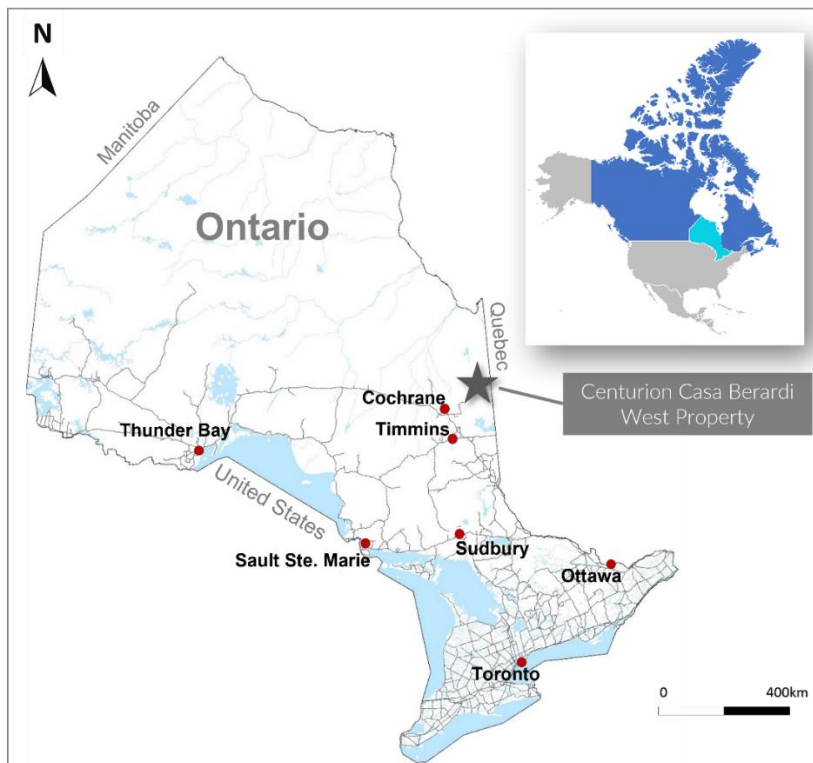 N
Manitoba
Ontario
Quebec
Cochrane
Centurion Casa Berardi
West Property
Timmins
Thunder Bay
United States
Sault Ste. Marie
Sudbury
Ottawa
Toronto
0 400km